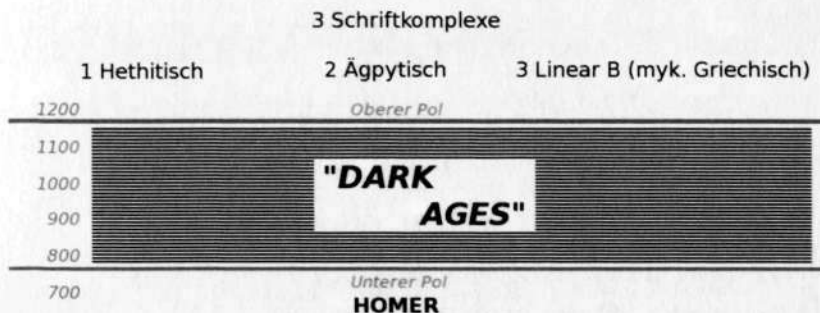 3 Schriftkomplexe
1 Hethitisch 2 Ägpytisch 3 Linear B (myk. Griechisch)
1200 Oberer Pol
1100
1000 "DARK
900 AGES"
800
Unterer Pol
700 HOMER